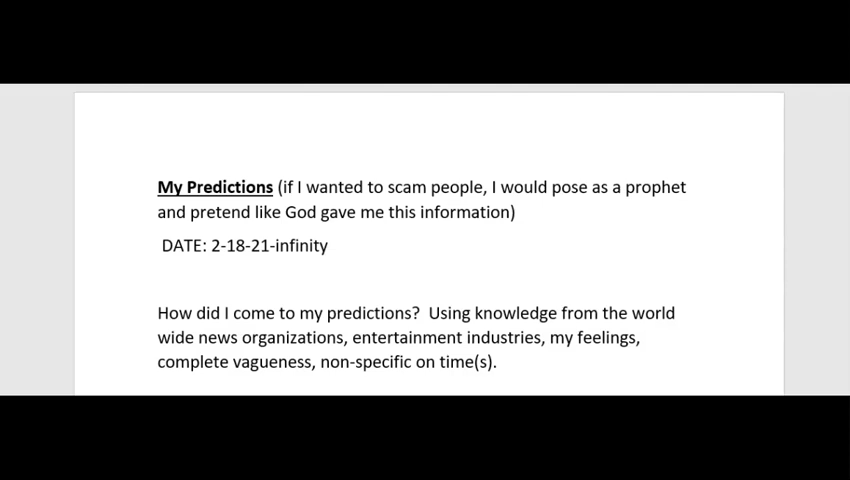 My Predictions (if I wanted to scam people, I would pose as a prophet
and pretend like God gave me this information)
DATE: 2-18-21-infinity
How did I come to my predictions?  Using knowledge from the world
wide news organizations, entertainment industries, my feelings,
complete vagueness, non-specific on time(s).